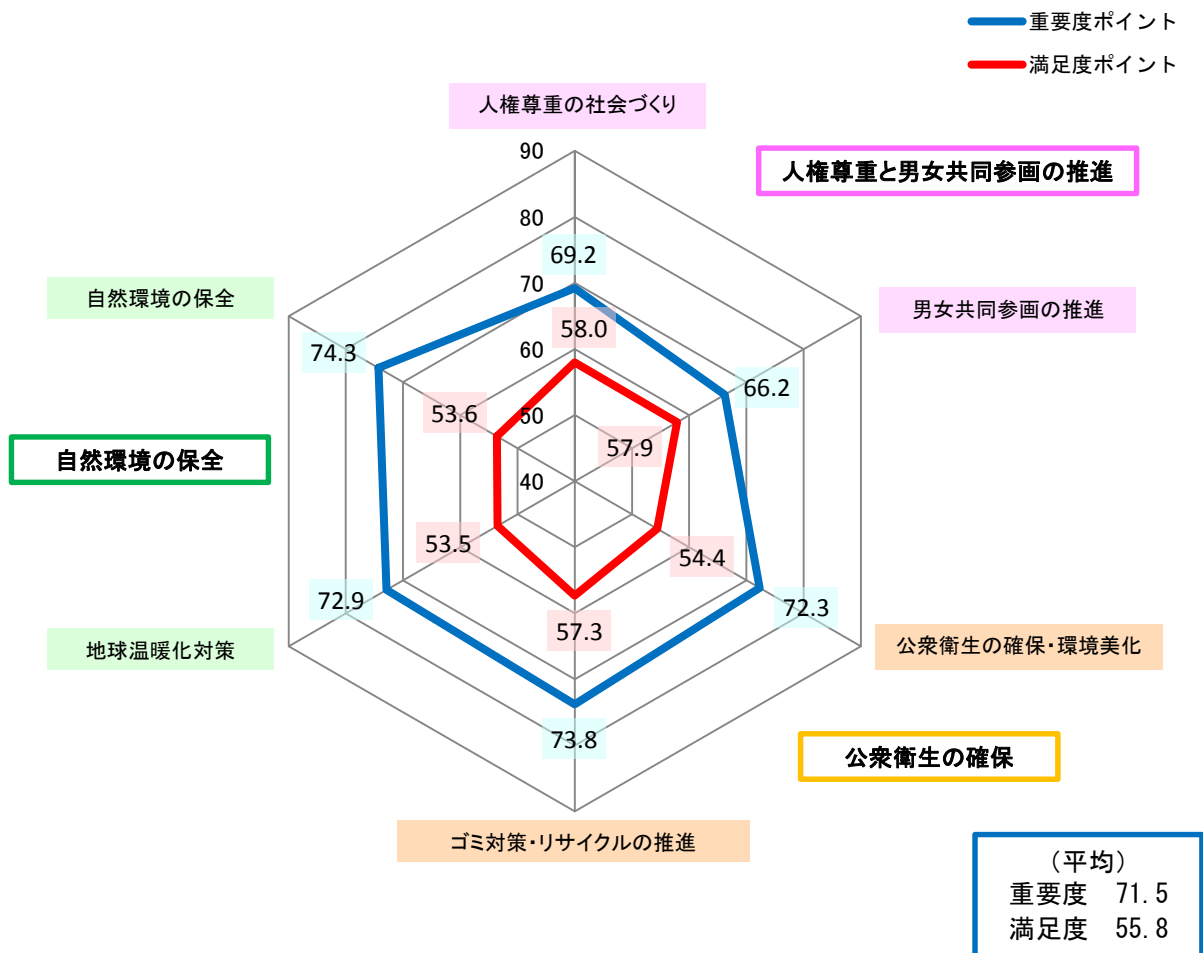 重要度ポイント
満足度ポイント
人権尊重の社会づくり
人権尊重と男女共同参画の推進
90
80
69.2
70
自然環境の保全
男女共同参画の推進
58.0
74.3
60
66.2
53.6
50
57.9
自然環境の保全
40
53.5
54.4
72.9
72.3
57.3
地球温暖化対策
公衆衛生の確保・環境美化
73.8
公衆衛生の確保
ゴミ対策・リサイクルの推進
（平均）
重要度　71.5
満足度　55.8